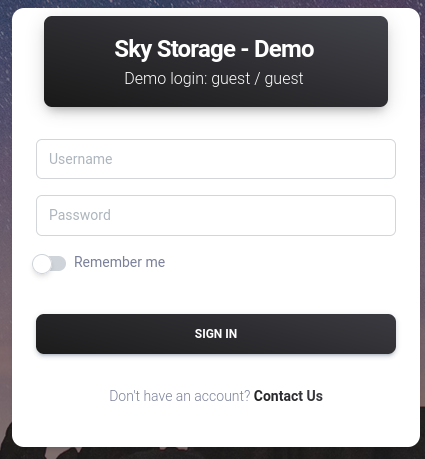 Sky Storage - Demo
Demo login: guest / guest
Username
Password
Remember me
SIGN IN
Don't have an account? Contact Us